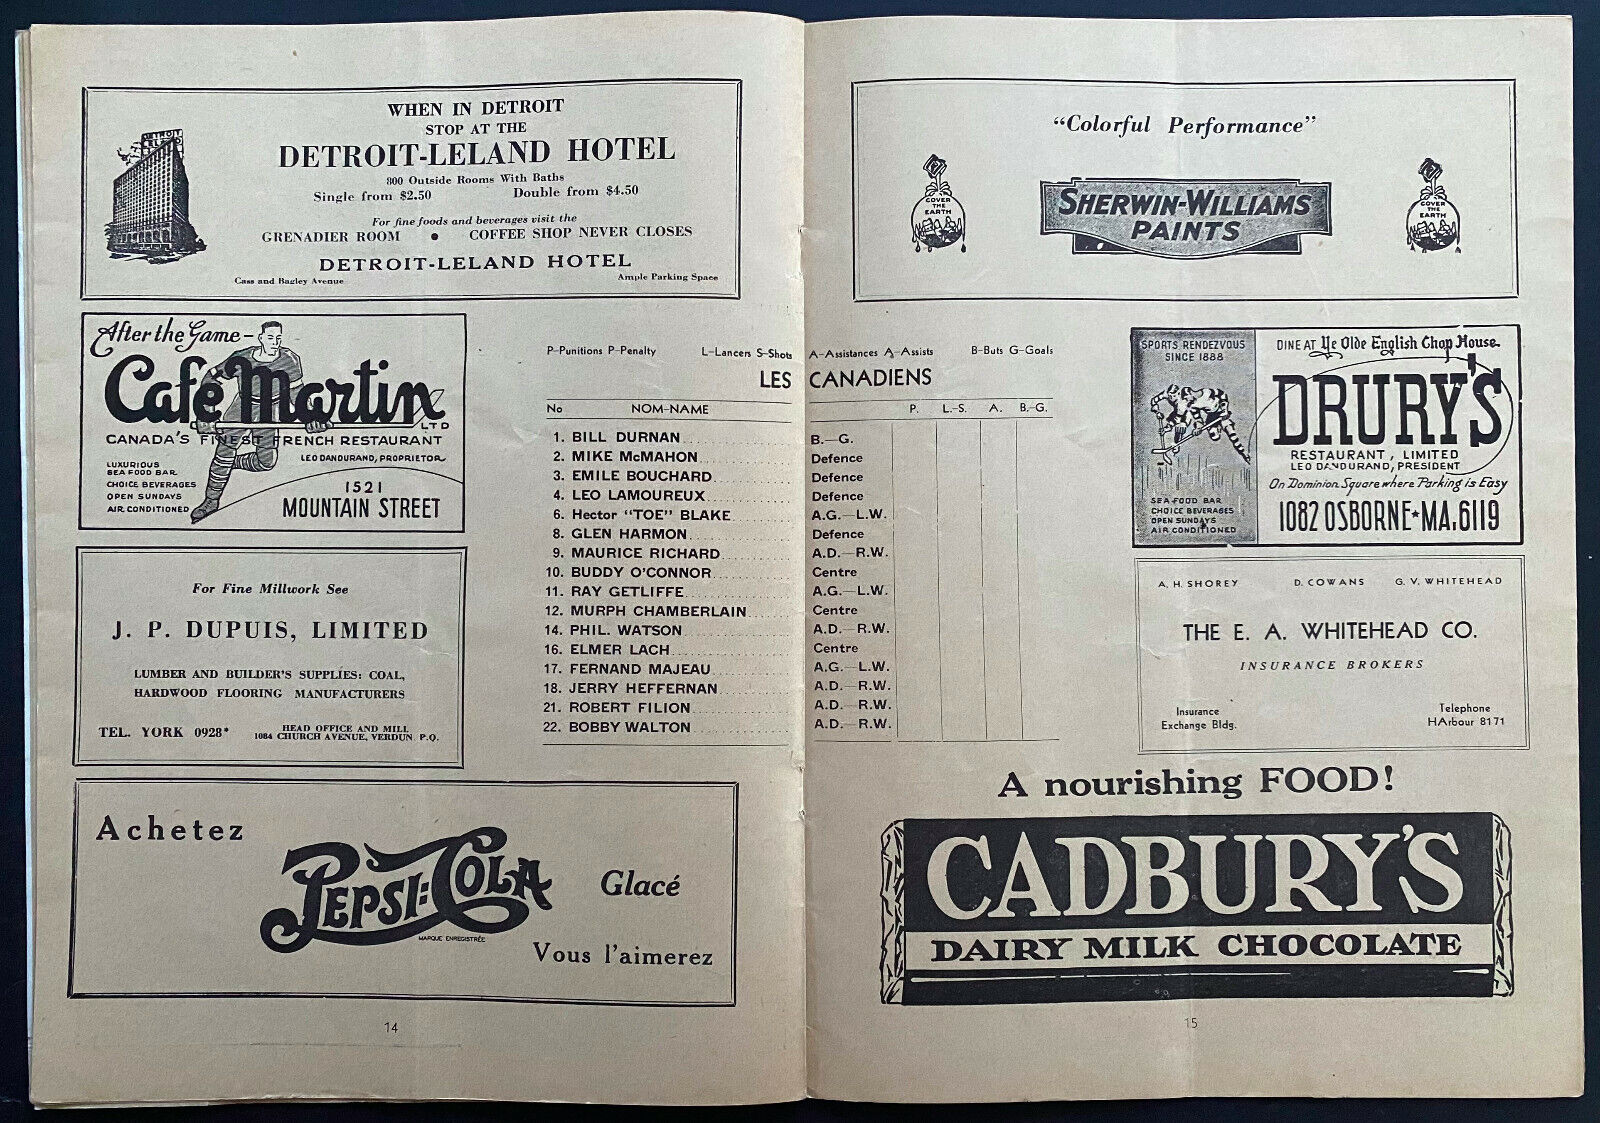 WHEN IN DETROIT
STOP AT THE
DETROIT-LELAND HOTEL
800 Outside Rooms With Baths
Single from $2.50 Double from $4.50
For fine foods and beverages visit the
GRENADIER ROOM • COFFEE SHOP NEVER CLOSES
DETROIT-LELAND HOTEL
Cass and Bagley Avenue Ample Parking Space
After the Game-
Café Martin
LTD
CANADA'S FINEST FRENCH RESTAURANT
LEO DANDURAND, PROPRIETOR
LUXURIOUS
SEA FOOD BAR
CHOICE BEVERAGES
OPEN SUNDAYS
AIR CONDITIONED
1521
MOUNTAIN STREET
For Fine Millwork See
J. P. DUPUIS, LIMITED
LUMBER AND BUILDER'S SUPPLIES: COAL,
HARDWOOD FLOORING MANUFACTURERS
TEL. YORK 0928*
HEAD OFFICE AND MILL
1084 CHURCH AVENUE, VERDUN, P.Q.
Achetez
PEPSI-COLA
MARQUE ENREGISTRÉE
Glacé
Vous l'aimerez
14
P-Punitions P-Penalty L-Lancers S-Shots A-Assistances A-Assists B-Buts G-Goals
LES CANADIENS
No NOM-NAME P. L.-S. A. B.-G.
1. BILL DURNAN B.-G.
2. MIKE McMAHON Defence
3. EMILE BOUCHARD Defence
4. LEO LAMOUREUX Defence
6. Hector "TOE" BLAKE A.G.-L.W.
8. GLEN HARMON Defence
9. MAURICE RICHARD A.D.-R.W.
10. BUDDY O'CONNOR Centre
11. RAY GETLIFFE A.G.-L.W.
12. MURPH CHAMBERLAIN Centre
14. PHIL. WATSON A.D.-R.W.
16. ELMER LACH Centre
17. FERNAND MAJEAU A.G.-L.W.
18. JERRY HEFFERNAN A.D.-R.W.
21. ROBERT FILION A.D.-R.W.
22. BOBBY WALTON A.D.-R.W.
"Colorful Performance"
COVER
THE
EARTH
SHERWIN-WILLIAMS
PAINTS
COVER
THE
EARTH
SPORTS RENDEZVOUS
SINCE 1888
SEA FOOD BAR
CHOICE BEVERAGES
OPEN SUNDAYS
AIR CONDITIONED
DINE AT Ye Olde English Chop House.
DRURY'S
RESTAURANT, LIMITED
LEO DANDURAND, PRESIDENT
On Dominion Square where Parking is Easy
1082 OSBORNE*MA.6119
A. H. SHOREY D. COWANS G. V. WHITEHEAD
THE E. A. WHITEHEAD CO.
INSURANCE BROKERS
Insurance
Exchange Bldg.
Telephone
HArbour 8171
A nourishing FOOD!
CADBURY'S
DAIRY MILK CHOCOLATE
15